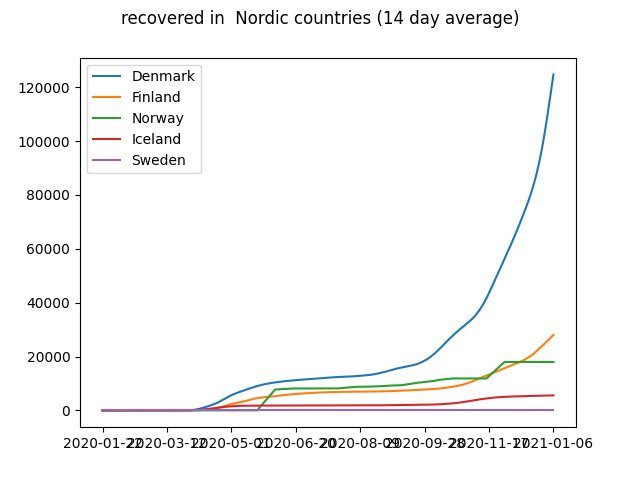 recovered in  Nordic countries (14 day average)
Denmark
Finland
Norway
Iceland
Sweden
120000
100000
80000
60000
40000
20000
0
2020-01-22 2020-03-12 2020-05-01 2020-06-20 2020-08-09 2020-09-28 2020-11-17 2021-01-06